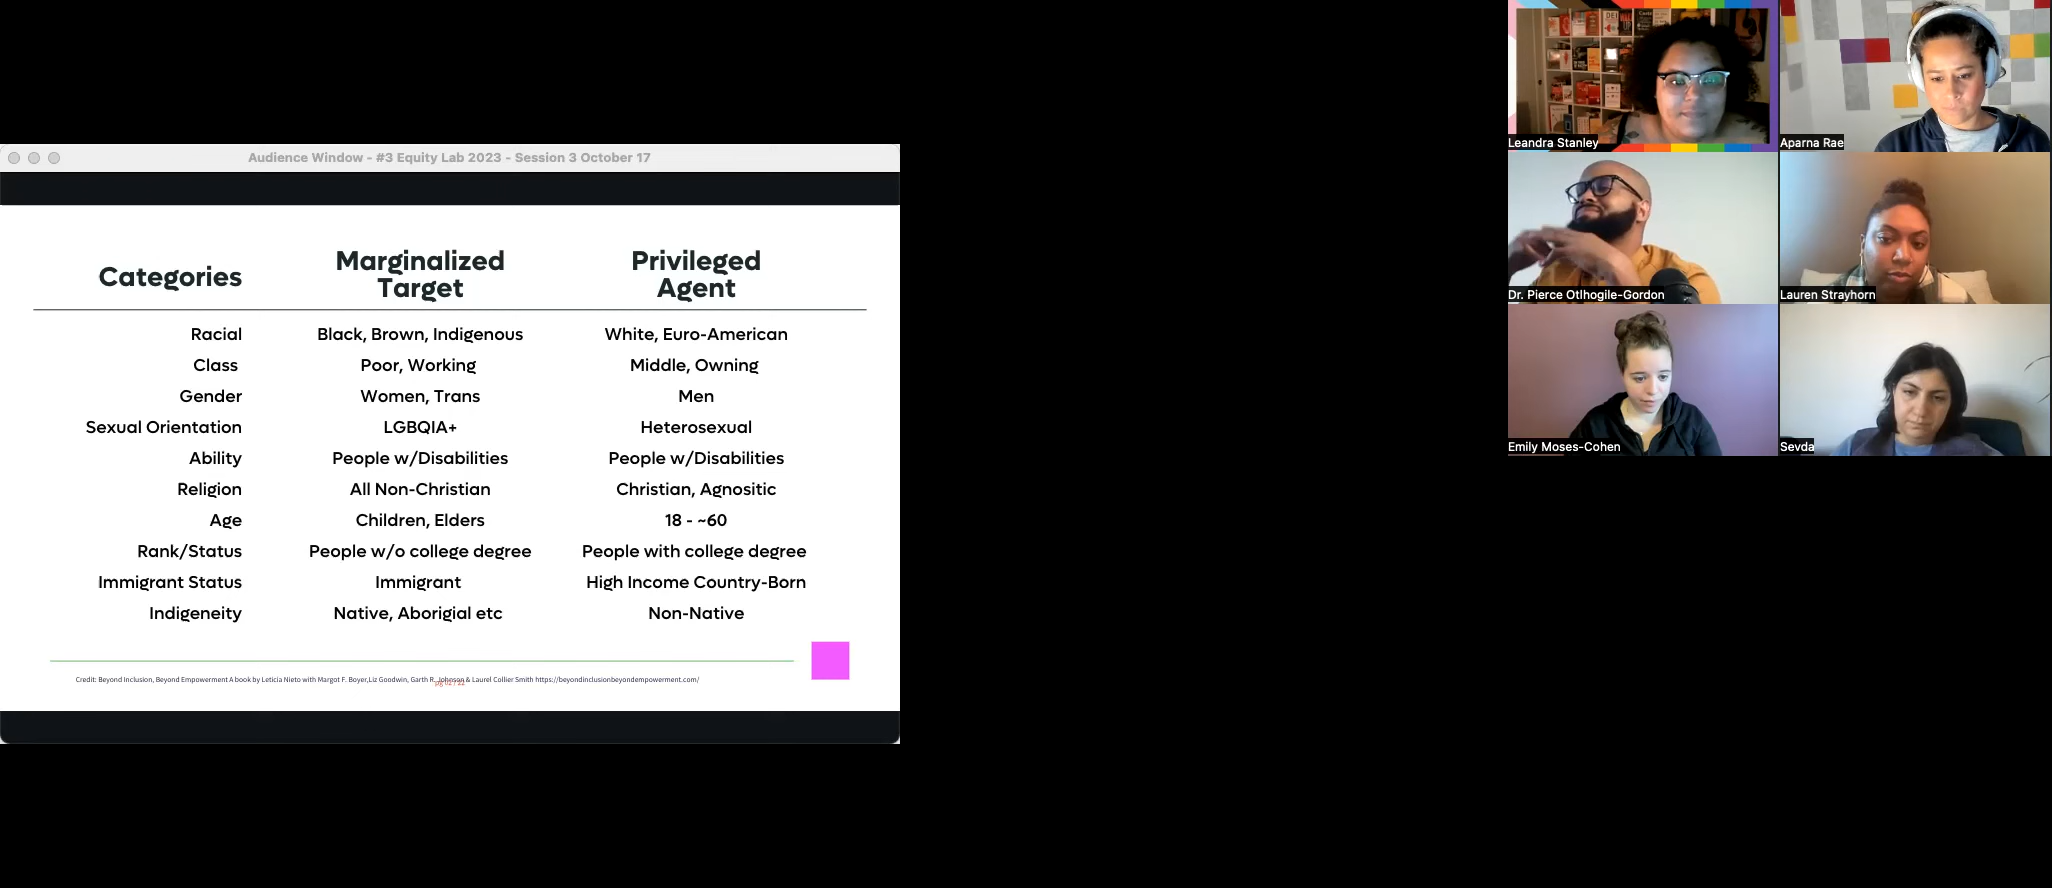 Audience Window - #3 Equity Lab 2023 - Session 3 October 17
Categories
Marginalized
Target
Privileged
Agent
Racial Black, Brown, Indigenous White, Euro-American
Class Poor, Working Middle, Owning
Gender Women, Trans Men
Sexual Orientation LGBQIA+ Heterosexual
Ability People w/Disabilities People w/Disabilities
Religion All Non-Christian Christian, Agnositic
Age Children, Elders 18 - ~60
Rank/Status People w/o college degree People with college degree
Immigrant Status Immigrant High Income Country-Born
Indigeneity Native, Aborigial etc Non-Native
Credit: Beyond Inclusion, Beyond Empowerment A book by Leticia Nieto with Margot F. Boyer,Liz Goodwin, Garth R. Johnson & Laurel Collier Smith https://beyondinclusionbeyondempowerment.com/
Leandra Stanley
Aparna Rae
Dr. Pierce Otlhogile-Gordon
Lauren Strayhorn
Emily Moses-Cohen
Sevda